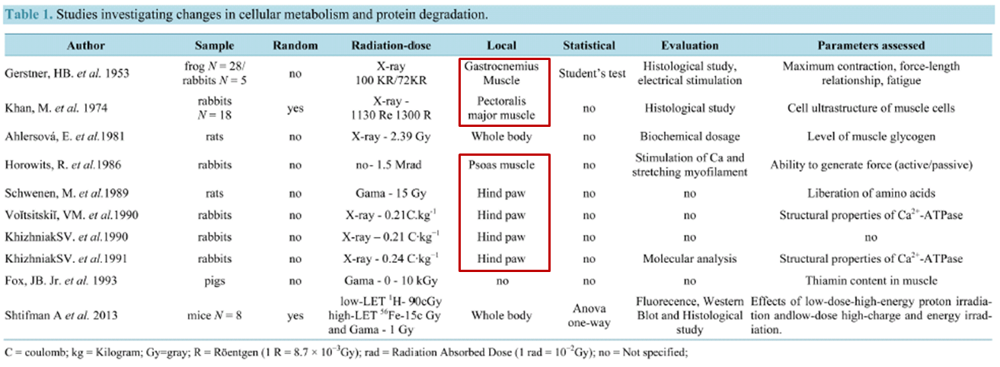 Table 1. Studies investigating changes in cellular metabolism and protein degradation.
Author Sample Random Radiation-dose Local Statistical Evaluation Parameters assessed
Gerstner, HB. et al. 1953 frog N = 28/ rabbits N = 5 no X-ray 100 KR/72KR Gastrocnemius Muscle Student's test Histological study, electrical stimulation Maximum contraction, force-length relationship, fatigue
Khan, M. et al. 1974 rabbits N = 18 yes X-ray - 1130 Re 1300 R Pectoralis major muscle no Histological study Cell ultrastructure of muscle cells
Ahlersová, E. et al.1981 rats no X-ray - 2.39 Gy Whole body no Biochemical dosage Level of muscle glycogen
Horowits, R. et al.1986 rabbits no no- 1.5 Mrad Psoas muscle no Stimulation of Ca and stretching myofilament Ability to generate force (active/passive)
Schwenen, M. et al.1989 rats no Gama - 15 Gy Hind paw no no Liberation of amino acids
Voĭtsitskiĭ, VM. et al.1990 rabbits no X-ray - 0.21C.kg⁻¹ Hind paw no no Structural properties of Ca²⁺-ATPase
KhizhniakSV. et al.1990 rabbits no X-ray – 0.21 C·kg⁻¹ Hind paw no no no
KhizhniakSV. et al.1991 rabbits no X-ray - 0.24 C·kg⁻¹ Hind paw no Molecular analysis Structural properties of Ca²⁺-ATPase
Fox, JB. Jr. et al. 1993 pigs no Gama - 0 - 10 kGy no no no Thiamin content in muscle
Shtifman A et al. 2013 mice N = 8 yes low-LET ¹H- 90cGy high-LET ⁵⁶Fe-15c Gy and Gama - 1 Gy Whole body Anova one-way Fluorecence, Western Blot and Histological study Effects of low-dose-high-energy proton irradia-tion andlow-dose high-charge and energy irrad-iation.
C = coulomb; kg = Kilogram; Gy=gray; R = Röentgen (1 R = 8.7 × 10⁻³Gy); rad = Radiation Absorbed Dose (1 rad = 10⁻²Gy); no = Not specified;